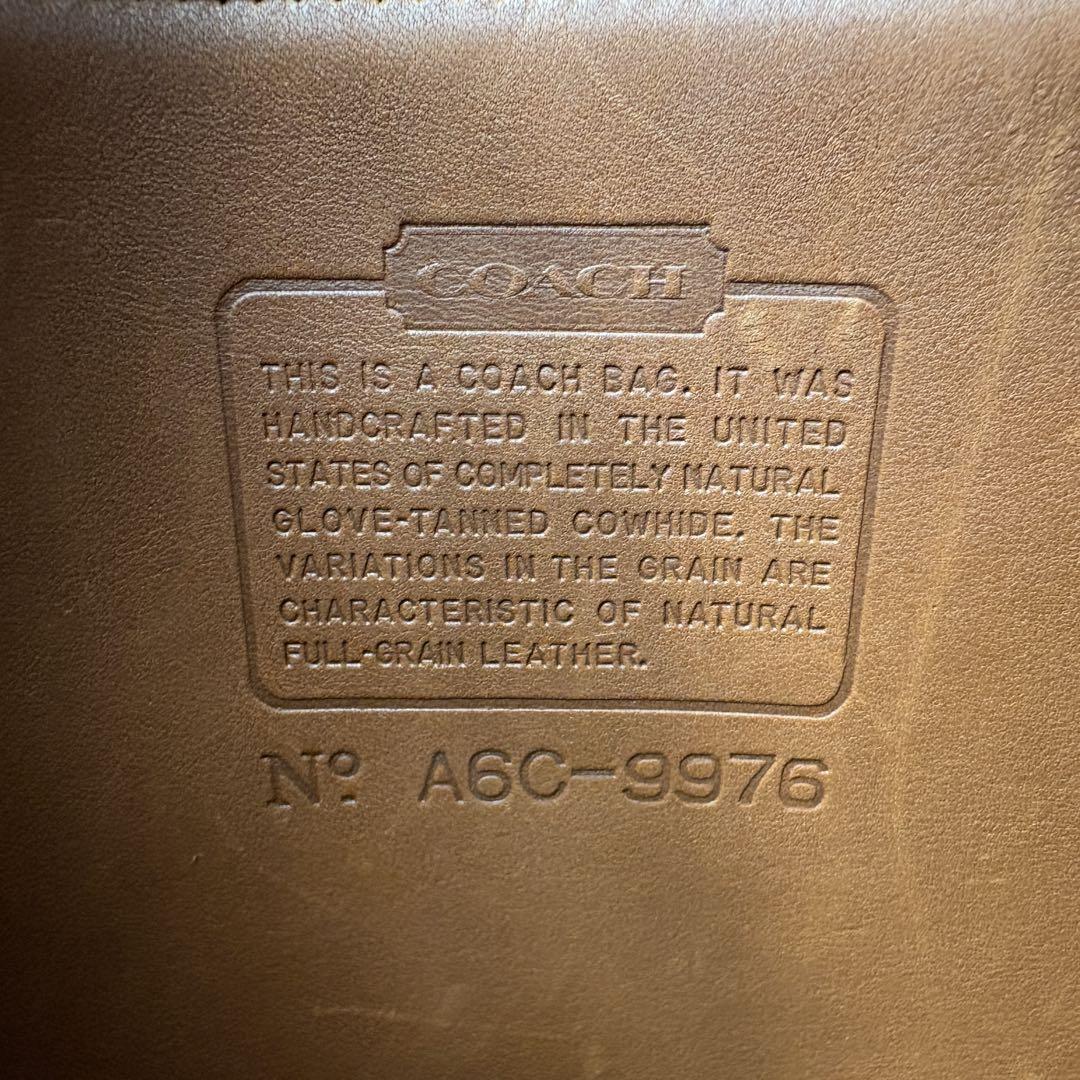 COACH
THIS IS A COACH BAG. IT WAS
HANDCRAFTED IN THE UNITED
STATES OF COMPLETELY NATURAL
GLOVE-TANNED COWHIDE. THE
VARIATIONS IN THE GRAIN ARE
CHARACTERISTIC OF NATURAL
FULL-GRAIN LEATHER.
Nº. A6C-9976